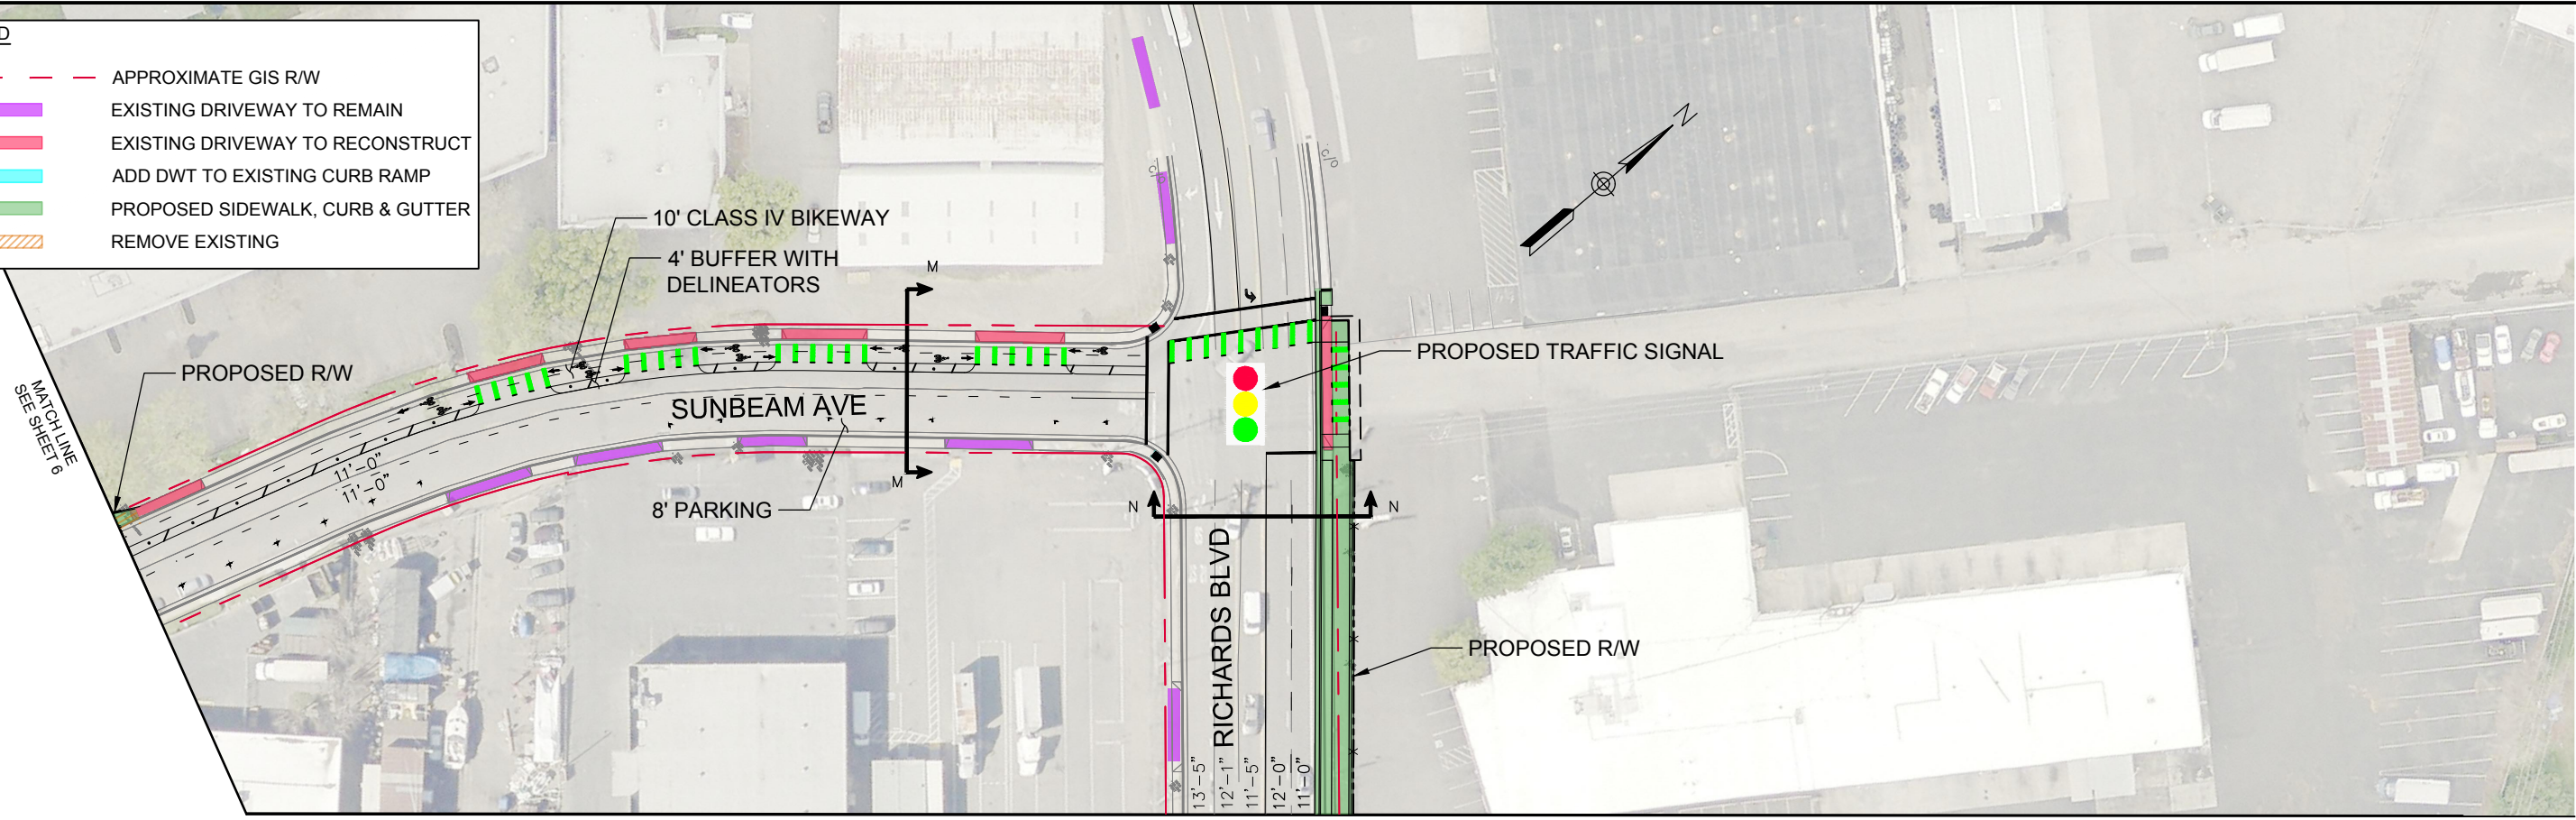 D
APPROXIMATE GIS R/W
EXISTING DRIVEWAY TO REMAIN
EXISTING DRIVEWAY TO RECONSTRUCT
ADD DWT TO EXISTING CURB RAMP
PROPOSED SIDEWALK, CURB & GUTTER
REMOVE EXISTING
10' CLASS IV BIKEWAY
4' BUFFER WITH
DELINEATORS
M
PROPOSED R/W
MATCH LINE
SEE SHEET 6
SUNBEAM AVE
11'-0"
11'-0"
M
8' PARKING
c/o
c/o
N
PROPOSED TRAFFIC SIGNAL
N
N
RICHARDS BLVD
PROPOSED R/W
13'-5"
12'-1"
11'-5"
12'-0"
11'-0"